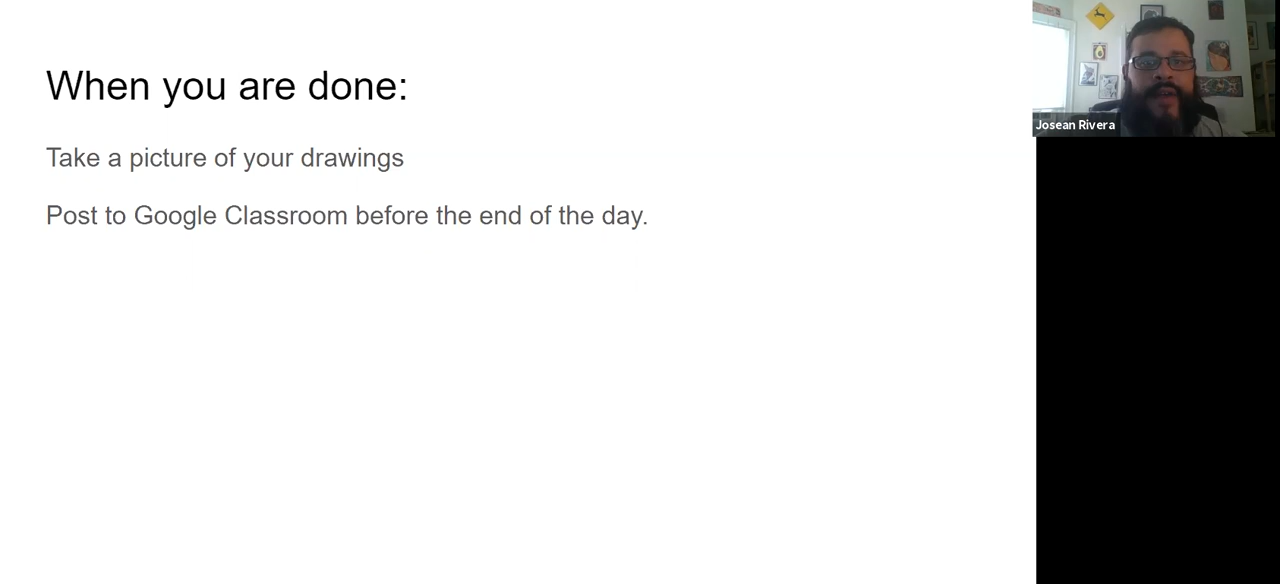 When you are done:
Take a picture of your drawings
Post to Google Classroom before the end of the day.
Josean Rivera